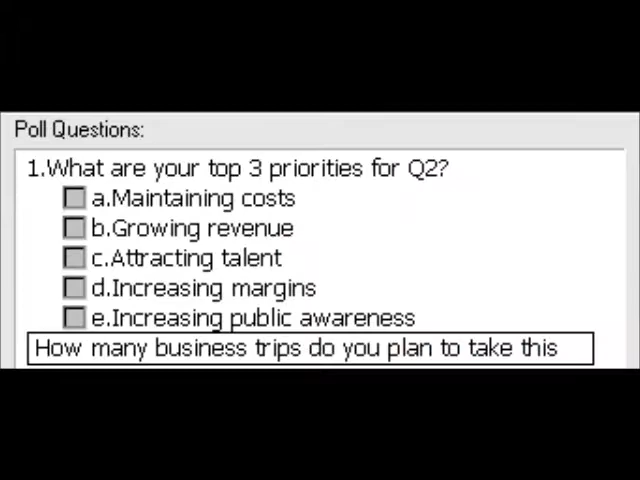 Poll Questions:
1.What are your top 3 priorities for Q2?
a.Maintaining costs
b.Growing revenue
c.Attracting talent
d.Increasing margins
e.Increasing public awareness
How many business trips do you plan to take this